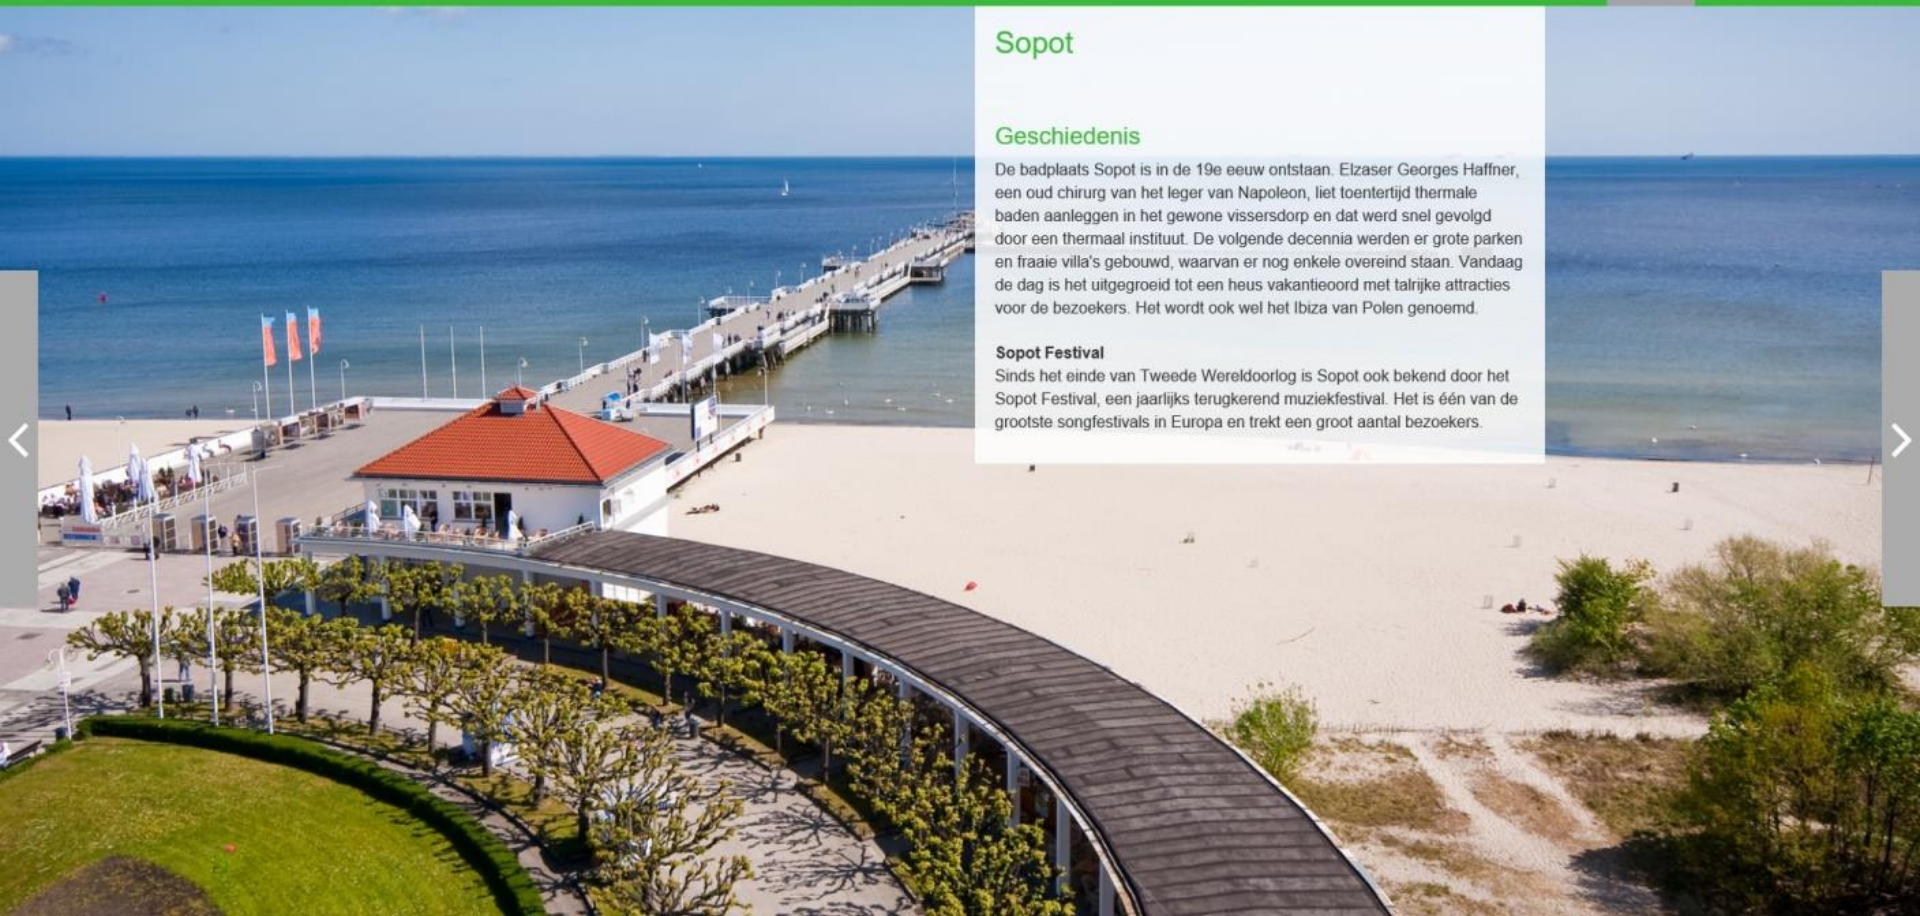 Sopot
Geschiedenis
De badplaats Sopot is in de 19e eeuw ontstaan. Elzaser Georges Haffner,
een oud chirurg van het leger van Napoleon, liet toentertijd thermale
baden aanleggen in het gewone vissersdorp en dat werd snel gevolgd
door een thermaal instituut. De volgende decennia werden er grote parken
en fraaie villa's gebouwd, waarvan er nog enkele overeind staan. Vandaag
de dag is het uitgegroeid tot een heus vakantieoord met talrijke attracties
voor de bezoekers. Het wordt ook wel het Ibiza van Polen genoemd.
Sopot Festival
Sinds het einde van Tweede Wereldoorlog is Sopot ook bekend door het
Sopot Festival, een jaarlijks terugkerend muziekfestival. Het is één van de
grootste songfestivals in Europa en trekt een groot aantal bezoekers.